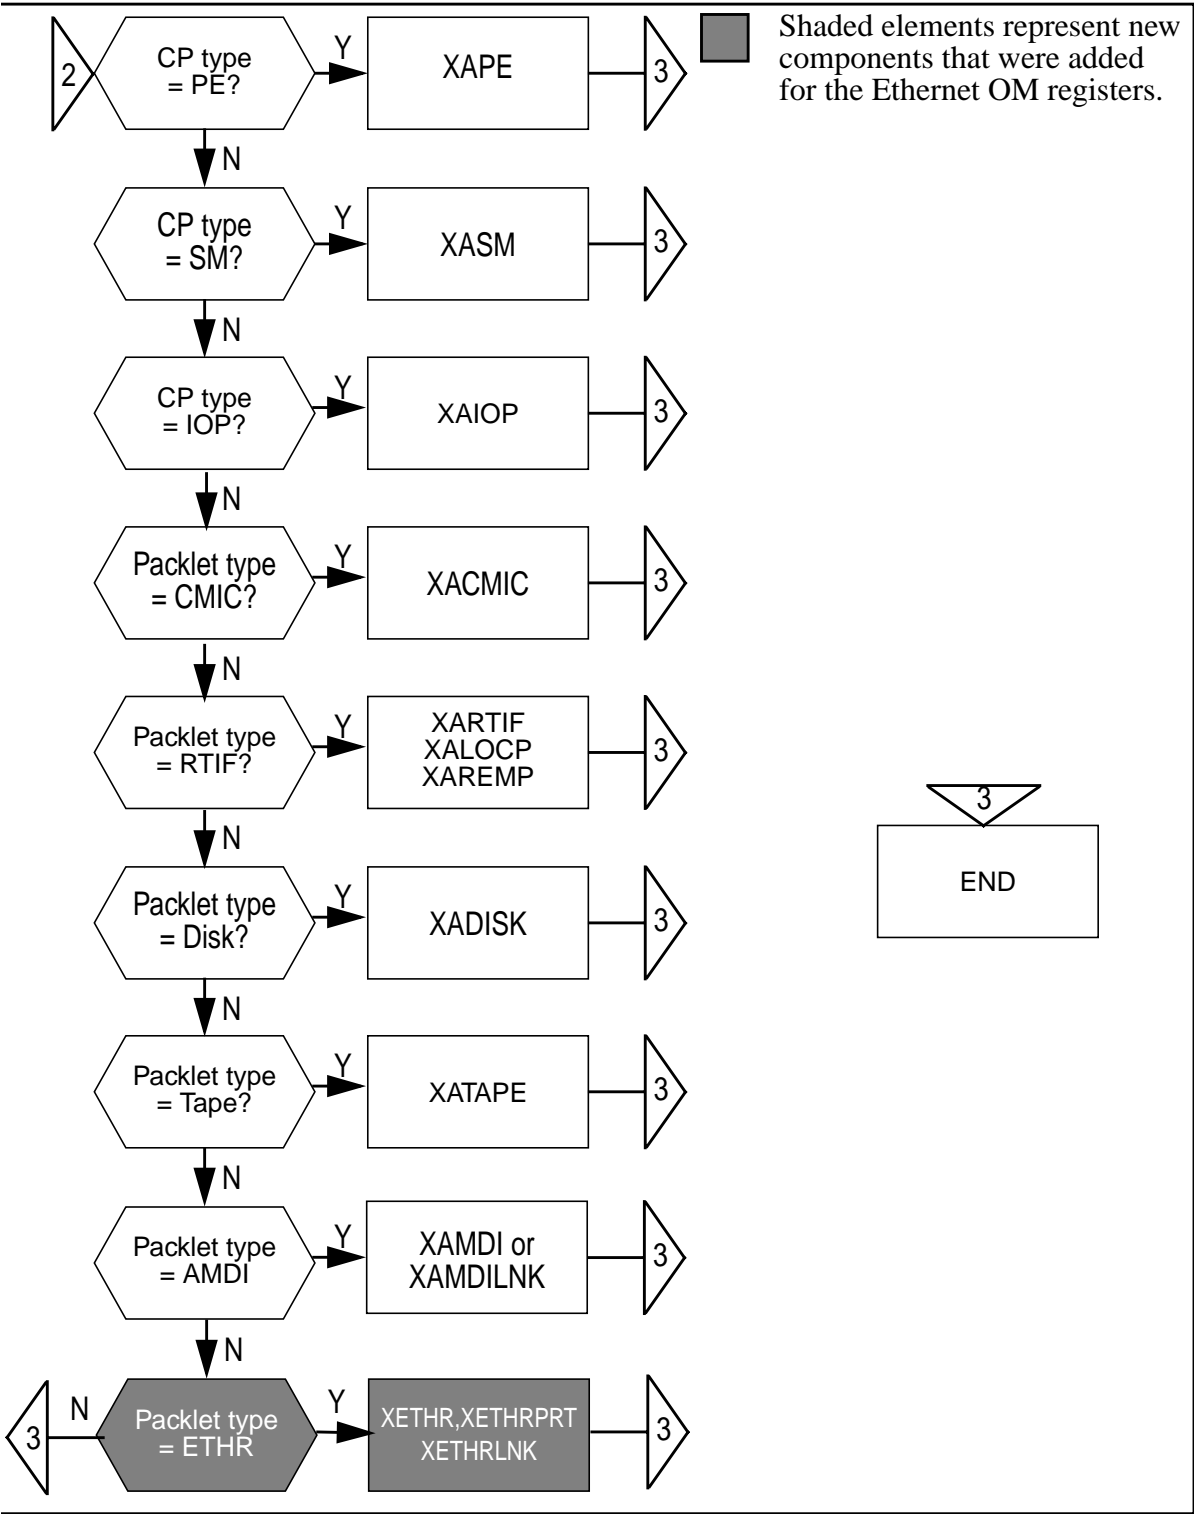 2
CP type
= PE?
Y
XAPE
3
Shaded elements represent new
components that were added
for the Ethernet OM registers.
N
CP type
= SM?
Y
XASM
3
N
CP type
= IOP?
Y
XAIOP
3
N
Packlet type
= CMIC?
Y
XACMIC
3
N
Packlet type
= RTIF?
Y
XARTIF
XALOCP
XAREMP
3
N
Packlet type
= Disk?
Y
XADISK
3
3
END
N
Packlet type
= Tape?
Y
XATAPE
3
N
Packlet type
= AMDI
Y
XAMDI or
XAMDILNK
3
N
3
N
Packlet type
= ETHR
Y
XETHR,XETHRPRT
XETHRLNK
3